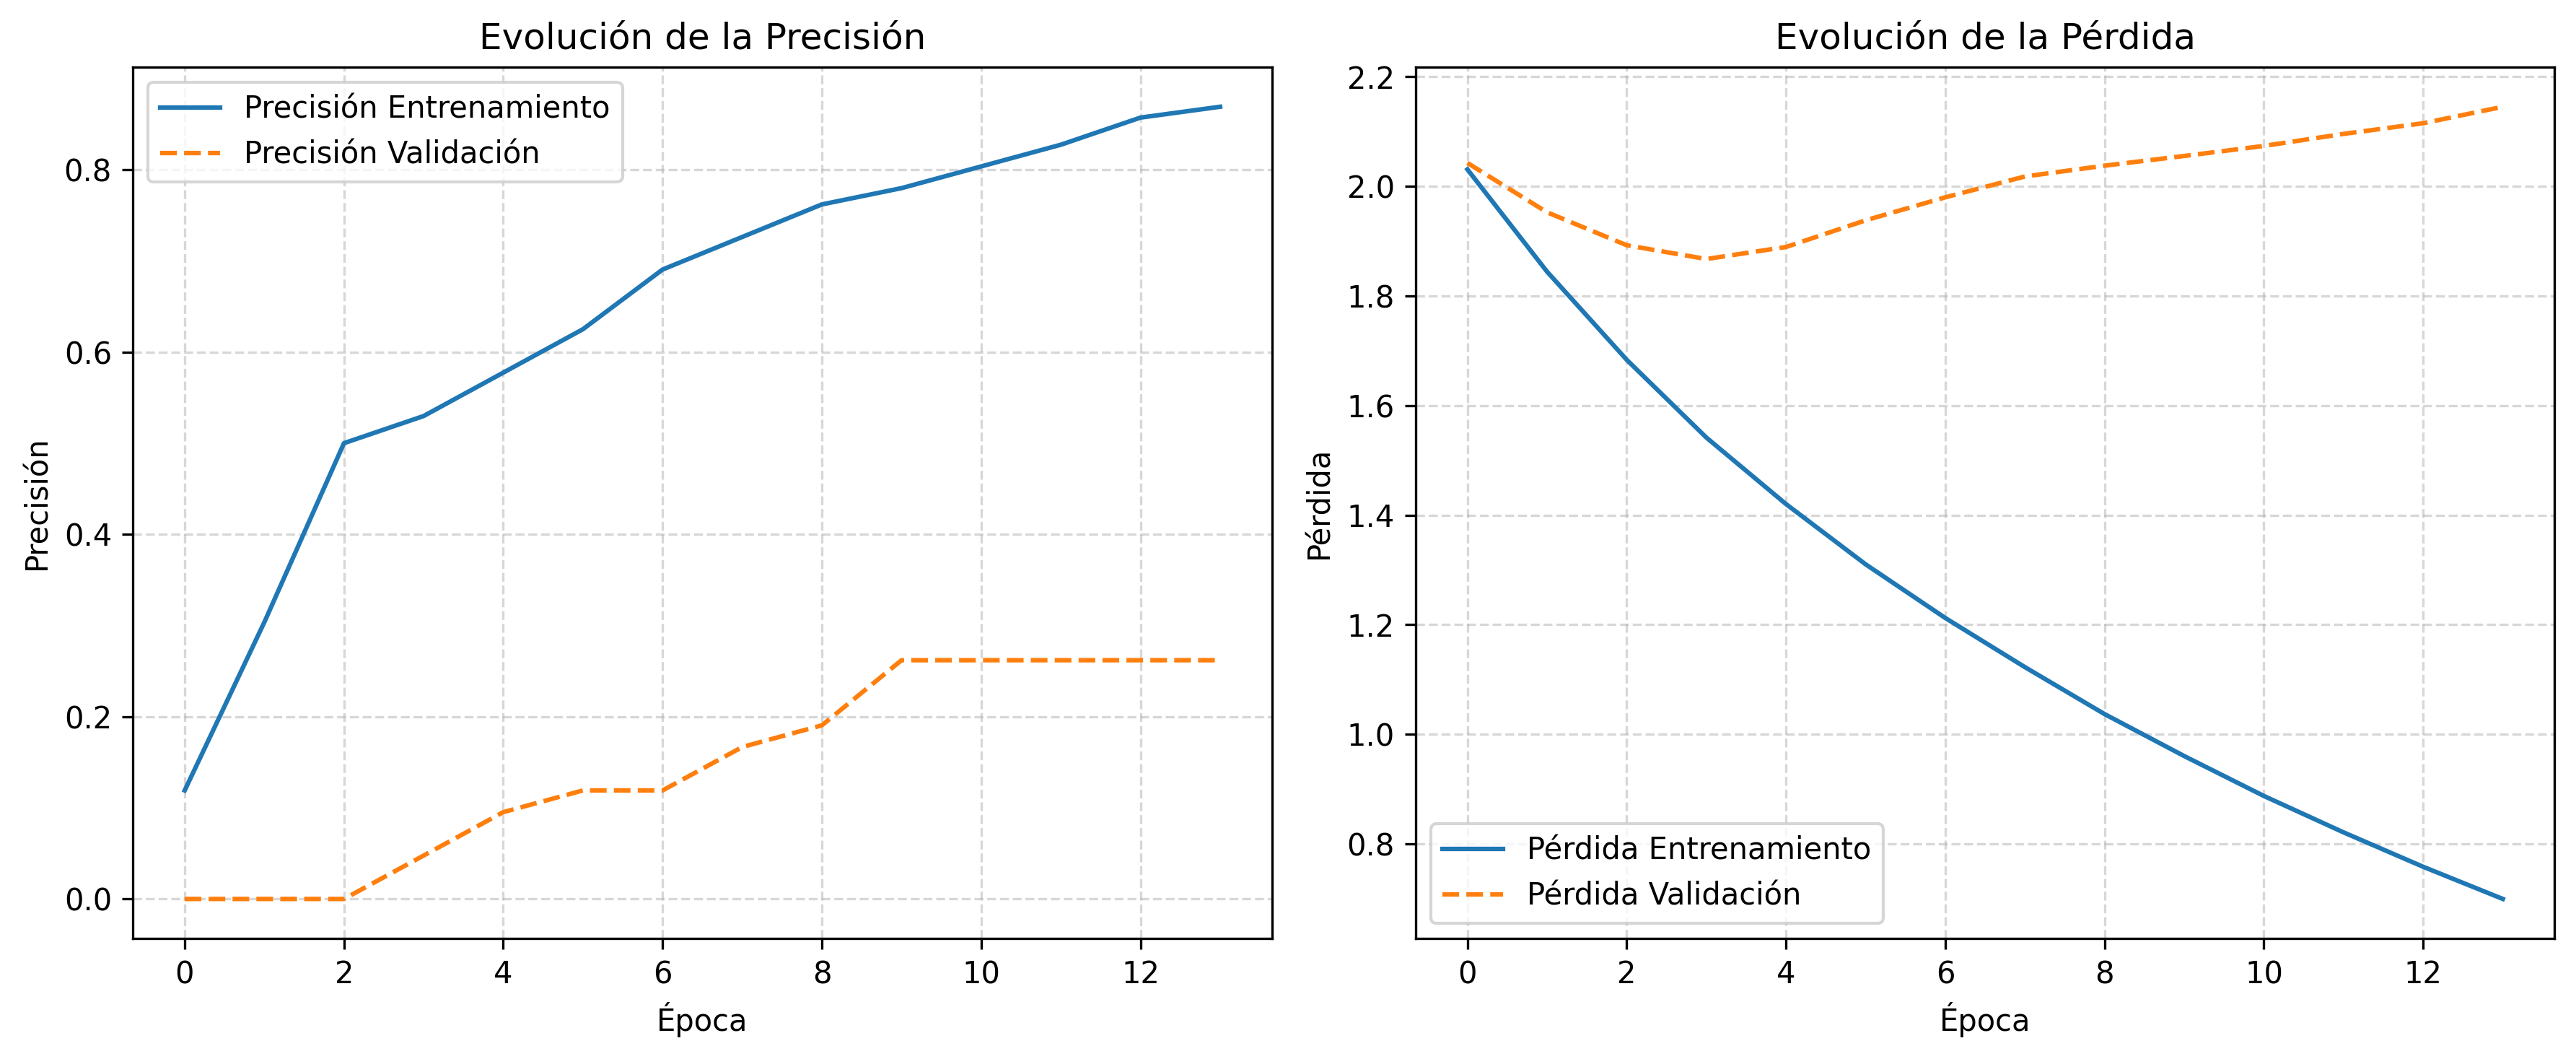 Evolución de la Precisión
Precisión Entrenamiento
Precisión Validación
0.8
0.6
0.4
0.2
0.0
Precisión
0 2 4 6 8 10 12
Época
Evolución de la Pérdida
2.2
2.0
1.8
1.6
1.4
1.2
1.0
0.8
Pérdida
Pérdida Entrenamiento
Pérdida Validación
0 2 4 6 8 10 12
Época